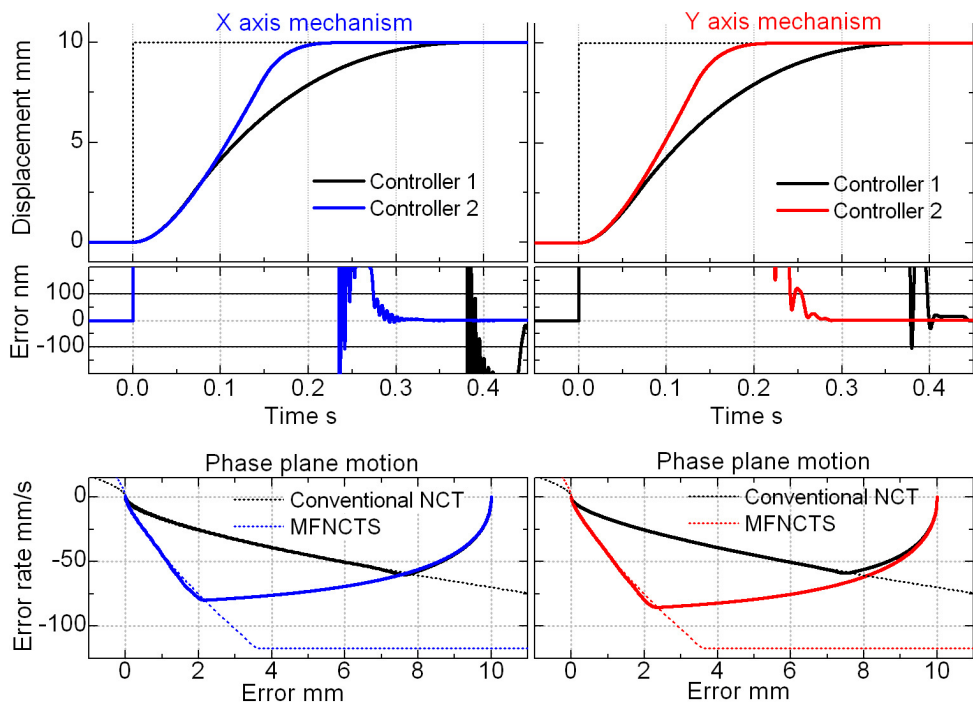 X axis mechanism
Y axis mechanism
Displacement mm
10
5
0
Controller 1
Controller 2
Controller 1
Controller 2
Error nm
100
0
-100
0.0 0.1 0.2 0.3 0.4
Time s
0.0 0.1 0.2 0.3 0.4
Time s
Phase plane motion
Phase plane motion
Error rate mm/s
0
-50
-100
Conventional NCT
MFNCTS
Conventional NCT
MFNCTS
0 2 4 6 8 10
Error mm
0 2 4 6 8 10
Error mm